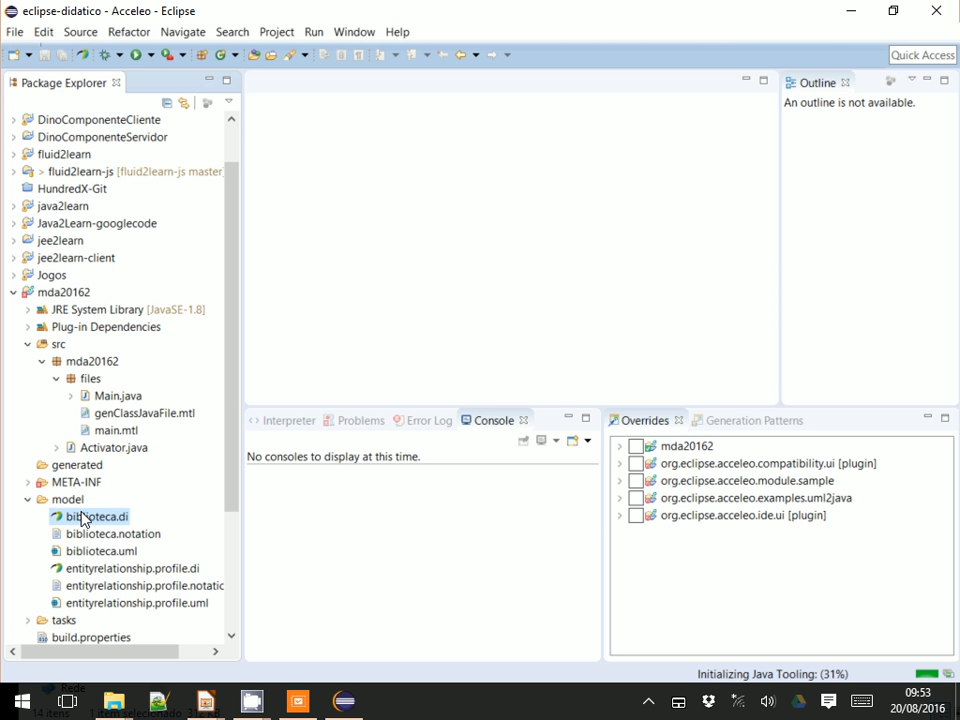 eclipse-didatico - Acceleo - Eclipse
File Edit Source Refactor Navigate Search Project Run Window Help
Quick Access
Package Explorer
DinoComponenteCliente
DinoComponenteServidor
fluid2learn
> fluid2learn-js [fluid2learn-js master
HundredX-Git
java2learn
Java2Learn-googlecode
jee2learn
jee2learn-client
Jogos
mda20162
JRE System Library [JavaSE-1.8]
Plug-in Dependencies
src
mda20162
files
Main.java
genClassJavaFile.mtl
main.mtl
Activator.java
generated
META-INF
model
biblioteca.di
biblioteca.notation
biblioteca.uml
entityrelationship.profile.di
entityrelationship.profile.notatic
entityrelationship.profile.uml
tasks
build.properties
Outline
An outline is not available.
Interpreter Problems Error Log Console
No consoles to display at this time.
Overrides Generation Patterns
mda20162
org.eclipse.acceleo.compatibility.ui [plugin]
org.eclipse.acceleo.module.sample
org.eclipse.acceleo.examples.uml2java
org.eclipse.acceleo.ide.ui [plugin]
Initializing Java Tooling: (31%)
Rede
14 itens 1 item selecionado
09:53
20/08/2016